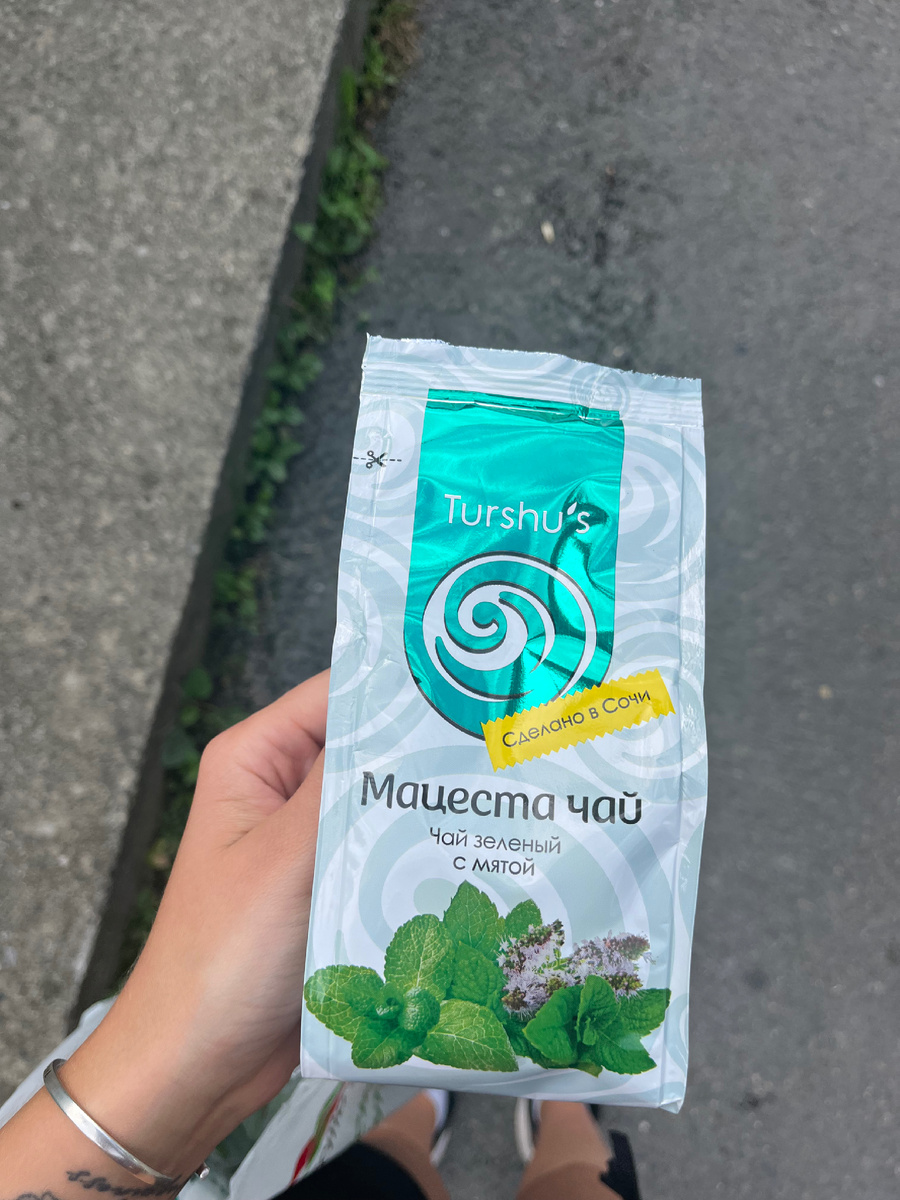 Turshu's
Сделано в Сочи
Мацеста чай
Чай зеленый
с мятой